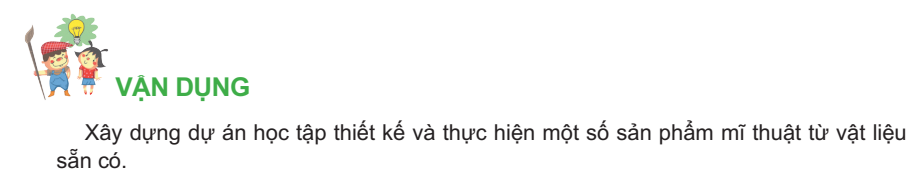 VẬN DỤNG
Xây dựng dự án học tập thiết kế và thực hiện một số sản phẩm mĩ thuật từ vật liệu
sẵn có.